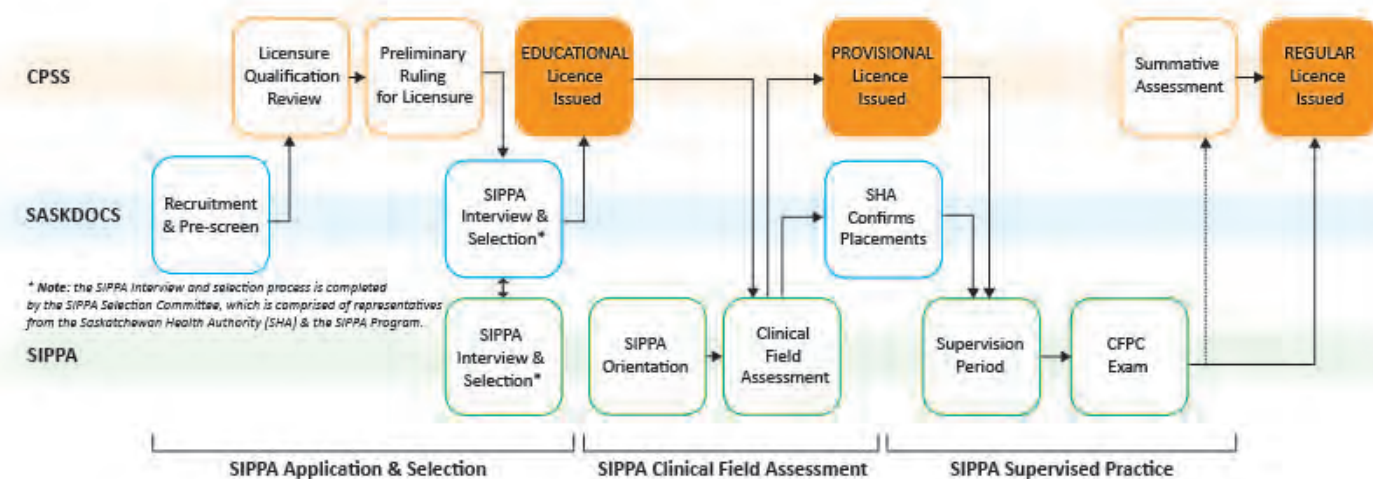 CPSS
Licensure
Qualification
Review
Preliminary
Ruling
for Licensure
EDUCATIONAL
Licence
Issued
PROVISIONAL
Licence
Issued
Summative
Assessment
REGULAR
Licence
Issued
SASKDOCS
Recruitment
& Pre-screen
SIPPA
Interview &
Selection*
SHA
Confirms
Placements
* Note: the SIPPA Interview and selection process is completed
by the SIPPA Selection Committee, which is comprised of representatives
from the Saskatchewan Health Authority (SHA) & the SIPPA Program.
SIPPA
SIPPA
Interview &
Selection*
SIPPA
Orientation
Clinical
Field
Assessment
Supervision
Period
CFPC
Exam
SIPPA Application & Selection
SIPPA Clinical Field Assessment
SIPPA Supervised Practice